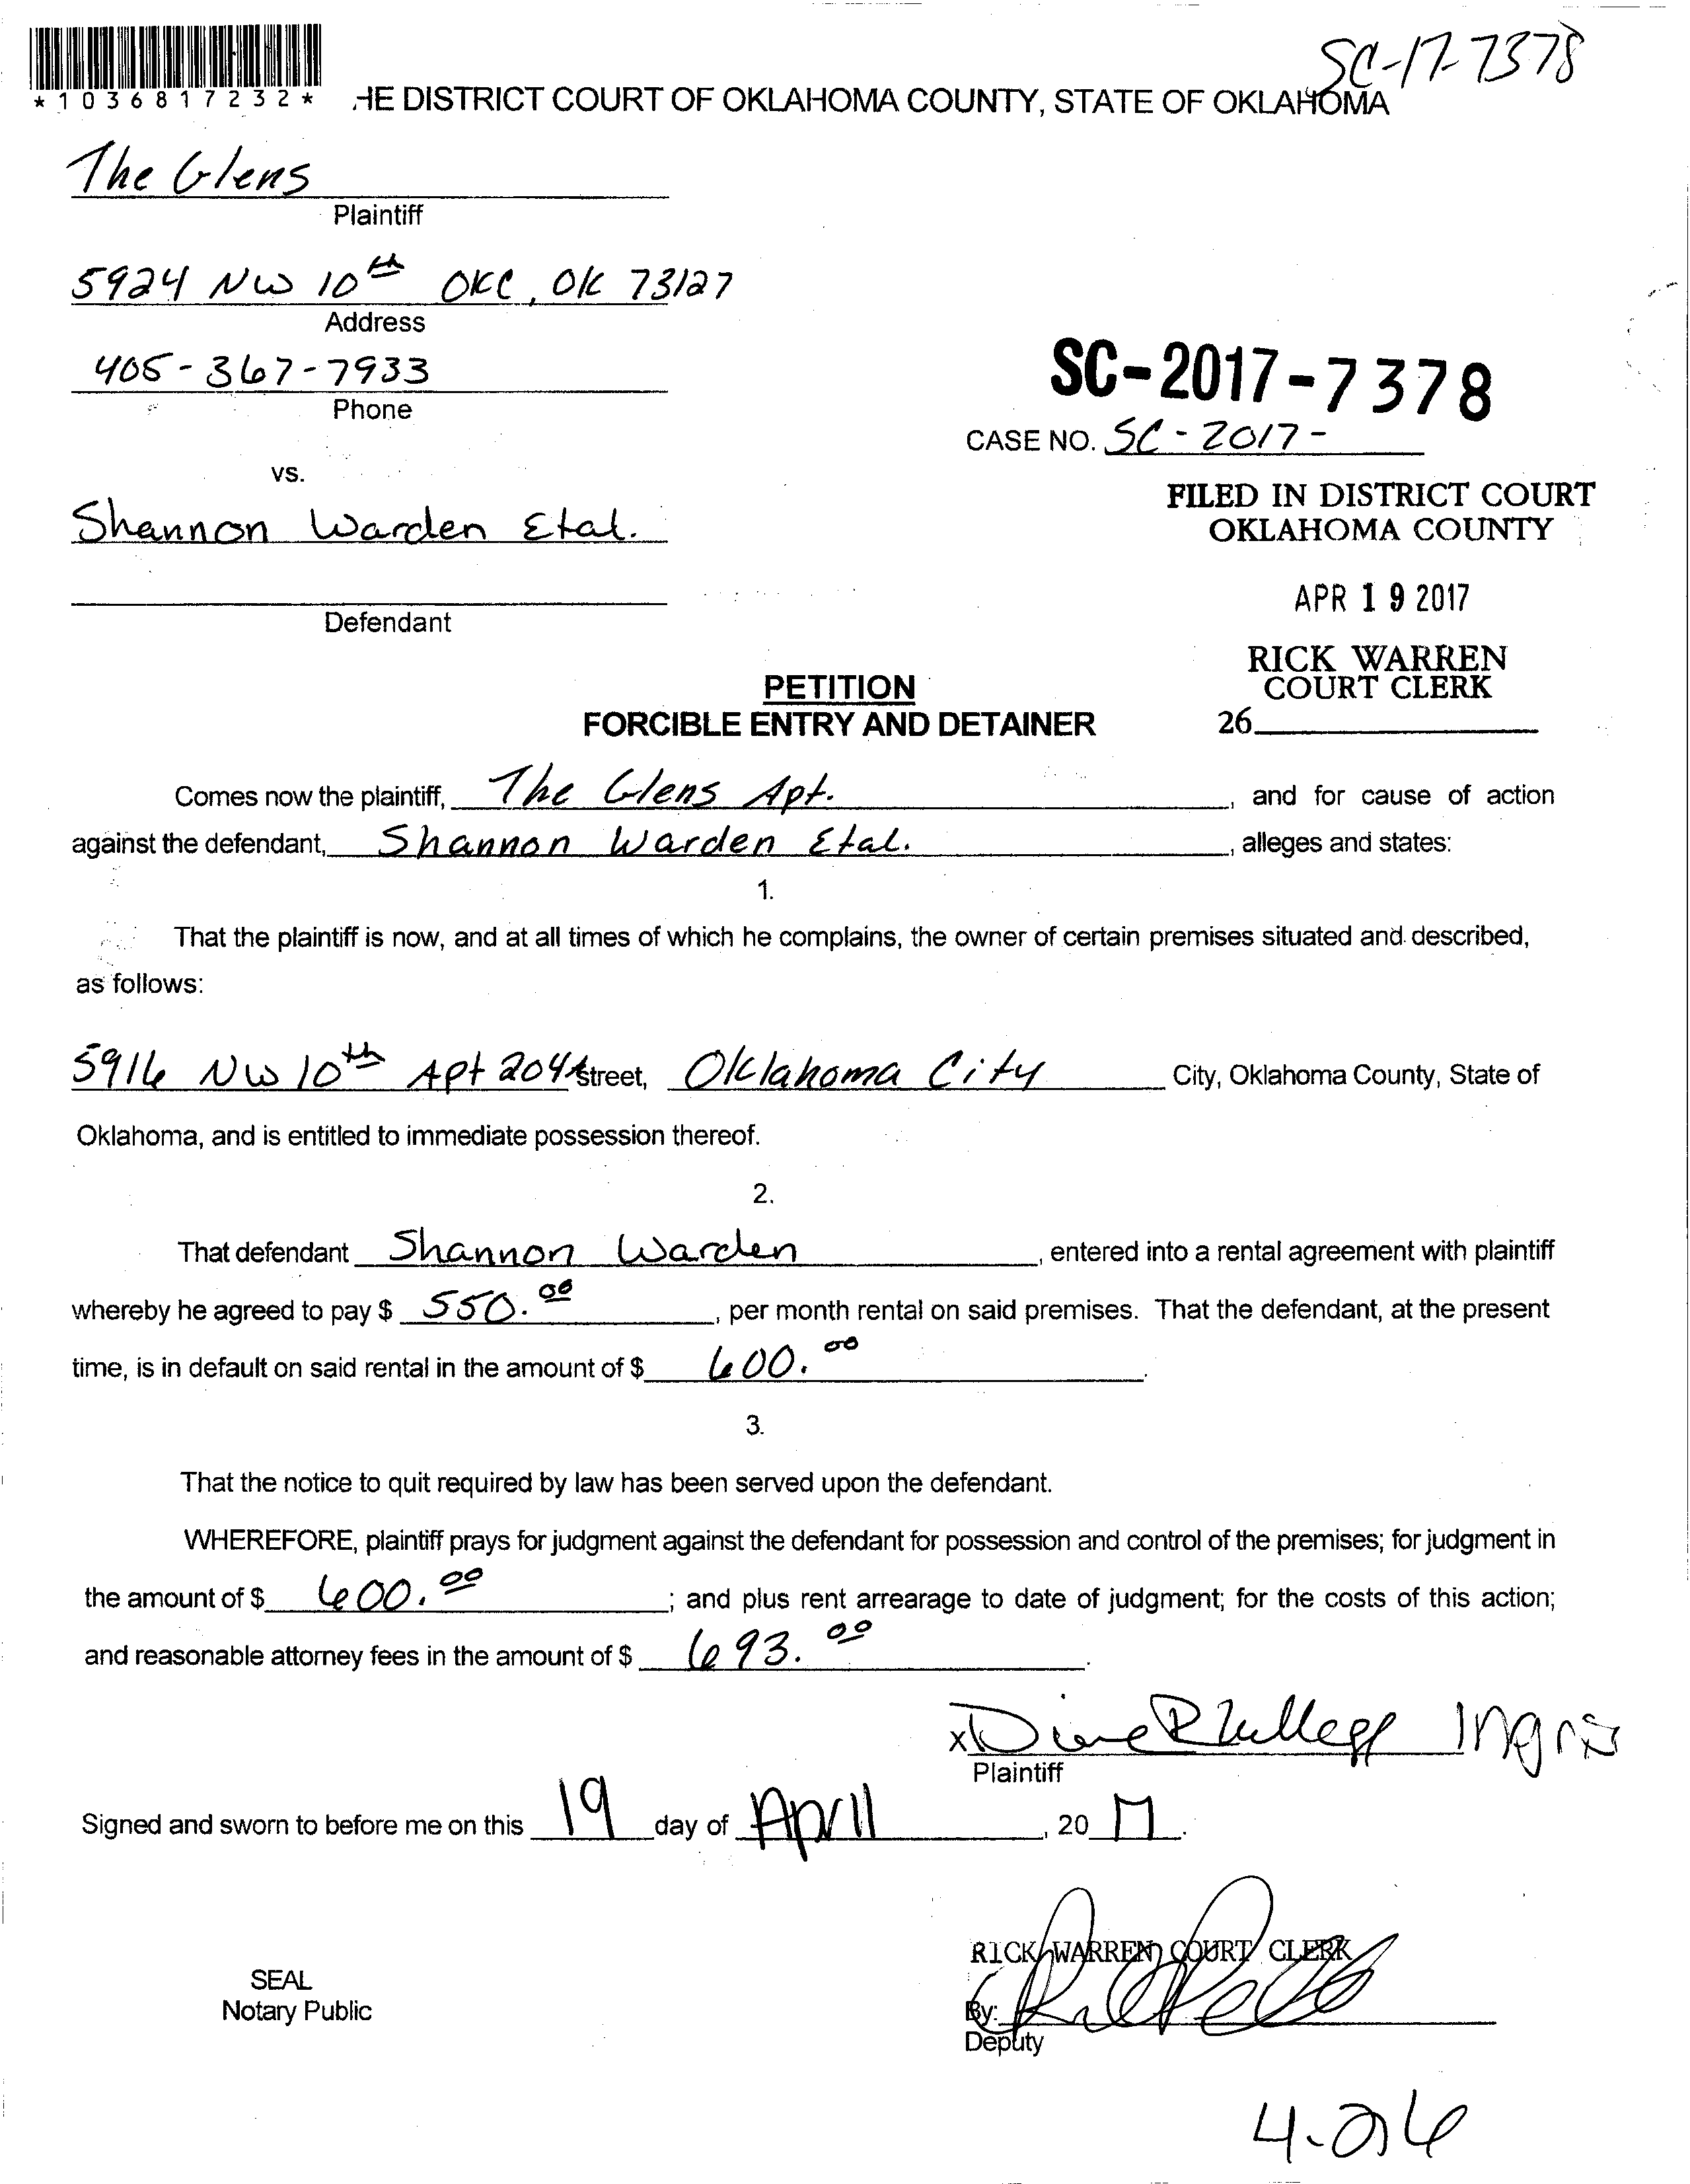 SC-17-7378
*1036817232*
HE DISTRICT COURT OF OKLAHOMA COUNTY, STATE OF OKLAHOMA
The Glens
Plaintiff
5924 NW 10th OKC, OK 73127
Address
405-367-7933
Phone
SC-2017-7378
CASE NO. SC-2017-
vs.
FILED IN DISTRICT COURT
OKLAHOMA COUNTY
Shannon Warden Etal.
APR 19 2017
Defendant
RICK WARREN
COURT CLERK
26
PETITION
FORCIBLE ENTRY AND DETAINER
Comes now the plaintiff, The Glens Apt. , and for cause of action
against the defendant, Shannon Warden Etal. , alleges and states:
1.
That the plaintiff is now, and at all times of which he complains, the owner of certain premises situated and described,
as follows:
5916 NW 10th Apt 204 Street, Oklahoma City City, Oklahoma County, State of
Oklahoma, and is entitled to immediate possession thereof.
2.
That defendant Shannon Warden , entered into a rental agreement with plaintiff
whereby he agreed to pay $ 550.00 , per month rental on said premises. That the defendant, at the present
time, is in default on said rental in the amount of $ 600.00 .
3.
That the notice to quit required by law has been served upon the defendant.
WHEREFORE, plaintiff prays for judgment against the defendant for possession and control of the premises; for judgment in
the amount of $ 600.00 ; and plus rent arrearage to date of judgment; for the costs of this action;
and reasonable attorney fees in the amount of $ 693.00 .
x
Plaintiff
Signed and sworn to before me on this 19 day of April , 20 17 .
RICK WARREN COURT CLERK
SEAL
Notary Public
By:
Deputy
4-26